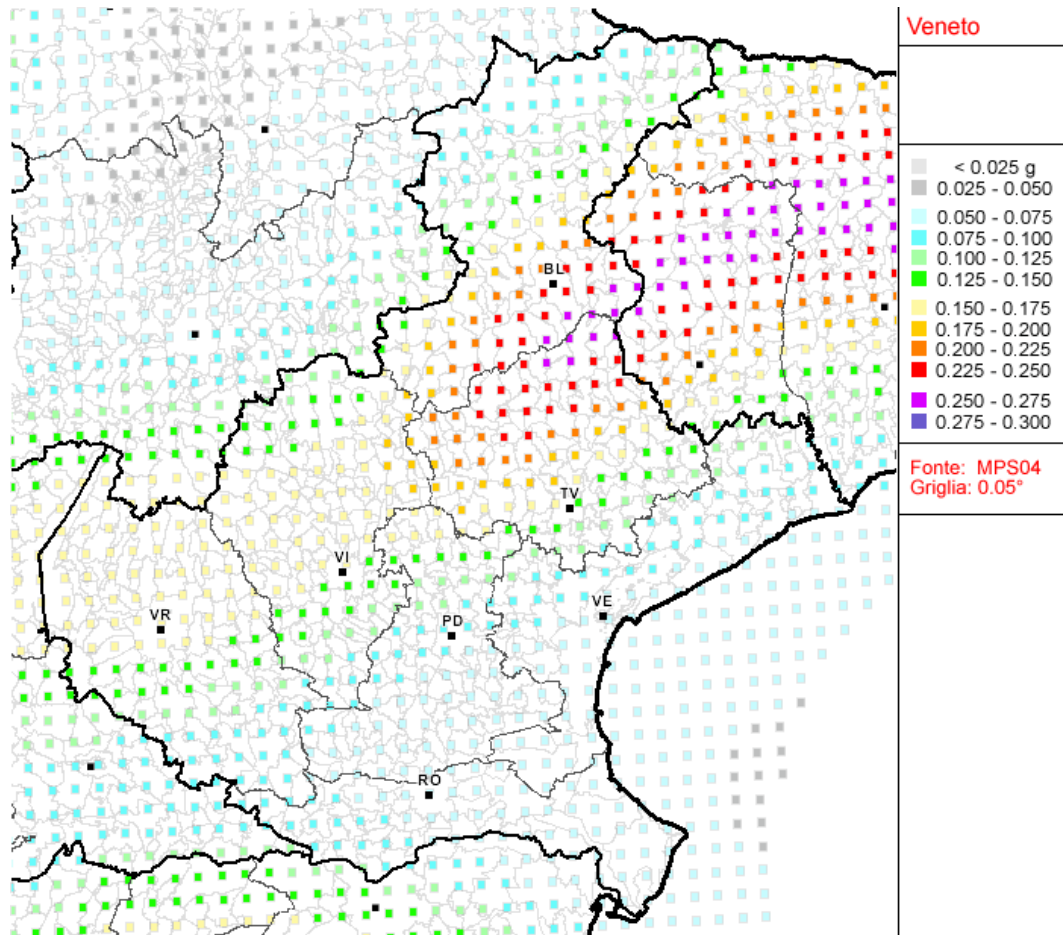 Veneto
< 0.025 g
0.025 - 0.050
0.050 - 0.075
0.075 - 0.100
0.100 - 0.125
0.125 - 0.150
0.150 - 0.175
0.175 - 0.200
0.200 - 0.225
0.225 - 0.250
0.250 - 0.275
0.275 - 0.300
Fonte: MPS04
Griglia: 0.05°
BL
TV
VI
VR
PD
VE
RO